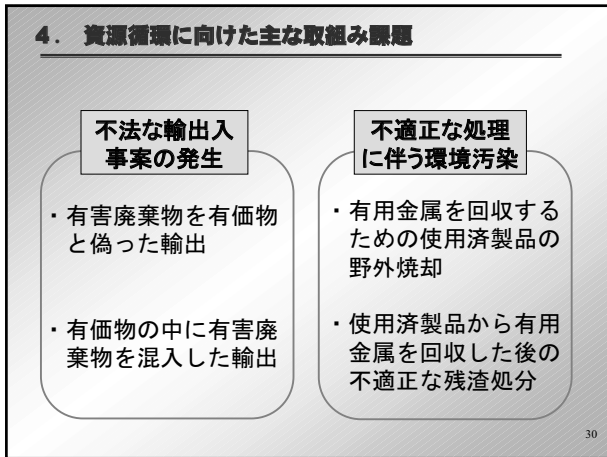 ４． 資源循環に向けた主な取組み課題
不法な輸出入
事案の発生
・有害廃棄物を有価物
と偽った輸出
・有価物の中に有害廃
棄物を混入した輸出
不適正な処理
に伴う環境汚染
・有用金属を回収する
ための使用済製品の
野外焼却
・使用済製品から有用
金属を回収した後の
不適正な残渣処分
30